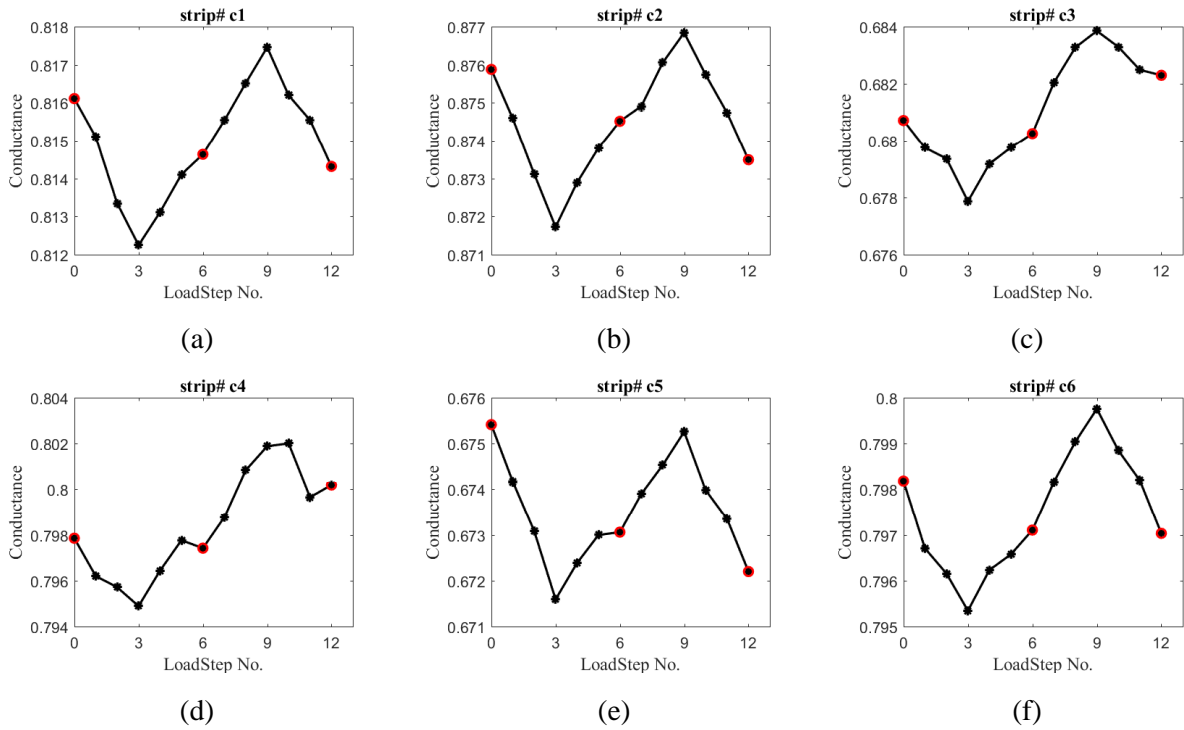 strip# c1
0.818
0.817
0.816
0.815
0.814
0.813
0.812
Conductance
0 3 6 9 12
LoadStep No.
(a)
strip# c2
0.877
0.876
0.875
0.874
0.873
0.872
0.871
Conductance
0 3 6 9 12
LoadStep No.
(b)
strip# c3
0.684
0.682
0.68
0.678
0.676
Conductance
0 3 6 9 12
LoadStep No.
(c)
strip# c4
0.804
0.802
0.8
0.798
0.796
0.794
Conductance
0 3 6 9 12
LoadStep No.
(d)
strip# c5
0.676
0.675
0.674
0.673
0.672
0.671
Conductance
0 3 6 9 12
LoadStep No.
(e)
strip# c6
0.8
0.799
0.798
0.797
0.796
0.795
Conductance
0 3 6 9 12
LoadStep No.
(f)